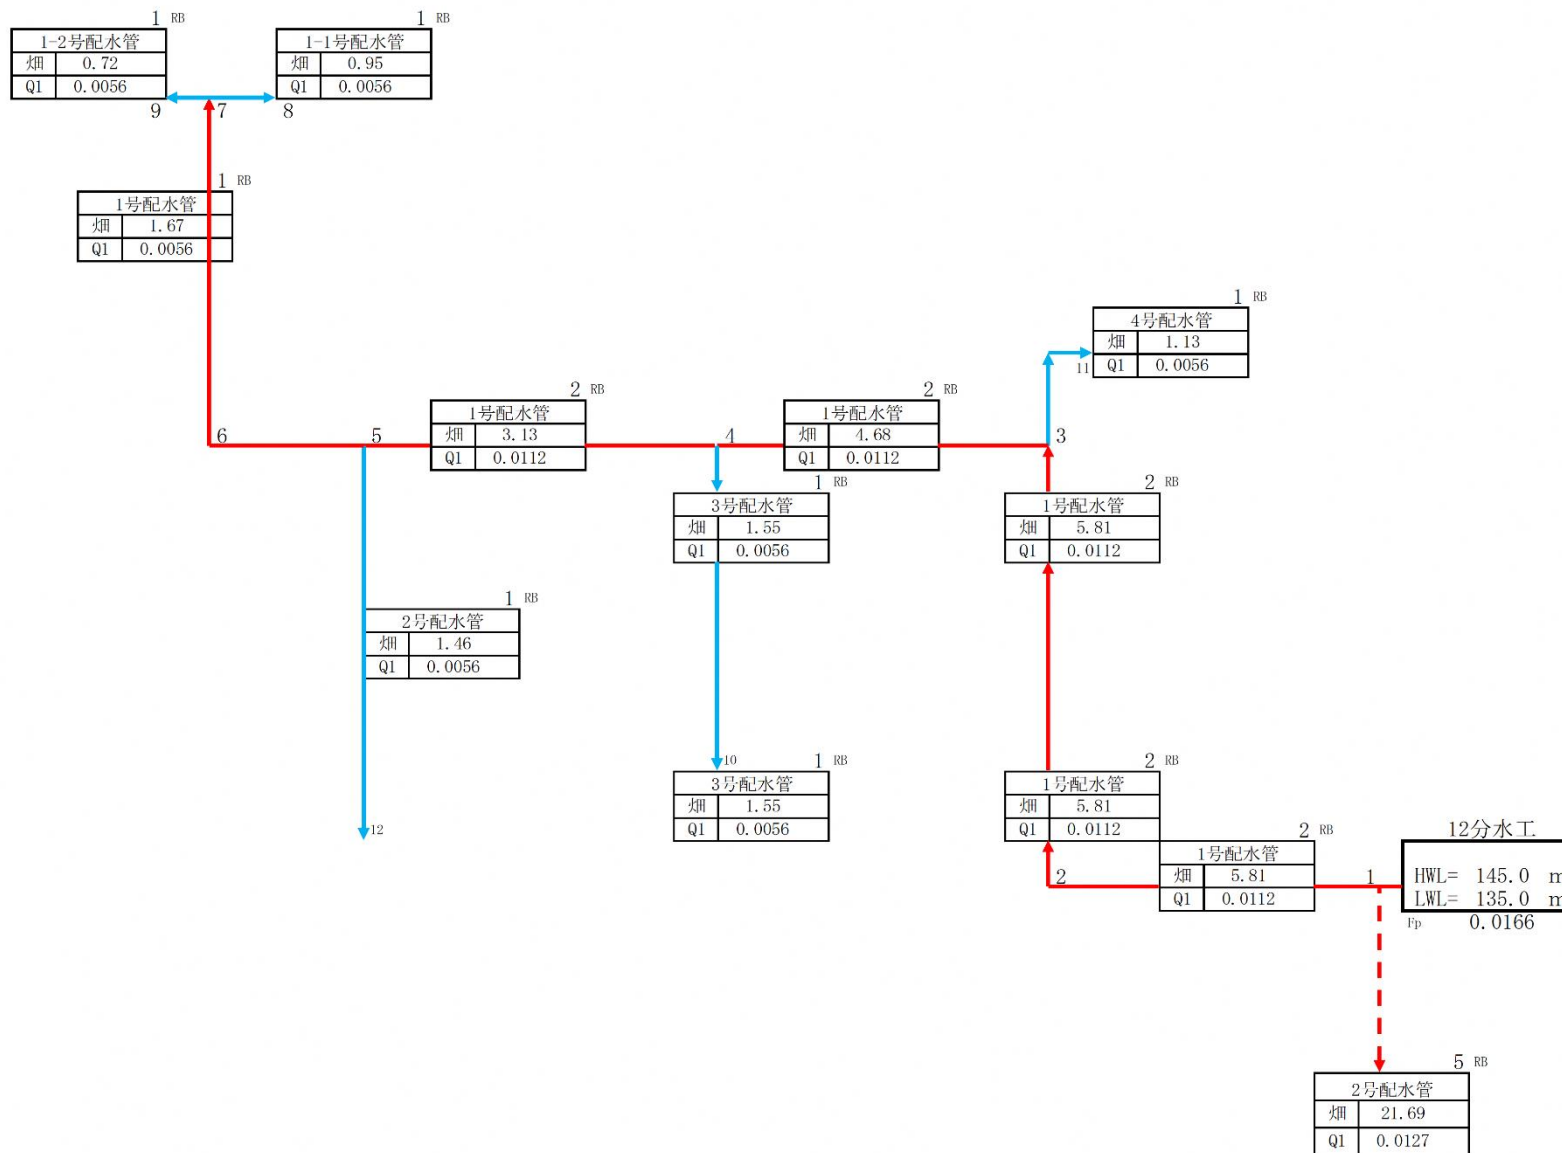 1 RB
1-2号配水管
畑 0.72
Q1 0.0056
1 RB
1-1号配水管
畑 0.95
Q1 0.0056
9
7
8
1 RB
1号配水管
畑 1.67
Q1 0.0056
1 RB
4号配水管
畑 1.13
Q1 0.0056
11
6
5
2 RB
1号配水管
畑 3.13
Q1 0.0112
4
2 RB
1号配水管
畑 4.68
Q1 0.0112
3
1 RB
3号配水管
畑 1.55
Q1 0.0056
2 RB
1号配水管
畑 5.81
Q1 0.0112
1 RB
2号配水管
畑 1.46
Q1 0.0056
12
10
1 RB
3号配水管
畑 1.55
Q1 0.0056
2 RB
1号配水管
畑 5.81
Q1 0.0112
2
2 RB
1号配水管
畑 5.81
Q1 0.0112
1
12分水工
HWL= 145.0 m
LWL= 135.0 m
Fp 0.0166
5 RB
2号配水管
畑 21.69
Q1 0.0127